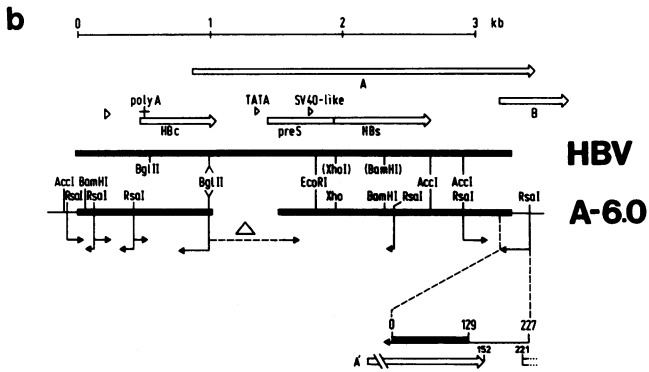 b
0 1 2 3 kb
A
B
polyA TATA SV40-like
HBc preS HBs
HBV
BglII (XhoI) (BamHI)
AccI BamHI BglII EcoRI AccI AccI
RsaI RsaI RsaI Xho BamHI RsaI RsaI RsaI
A-6.0
△
0 129 227
152 221
A'